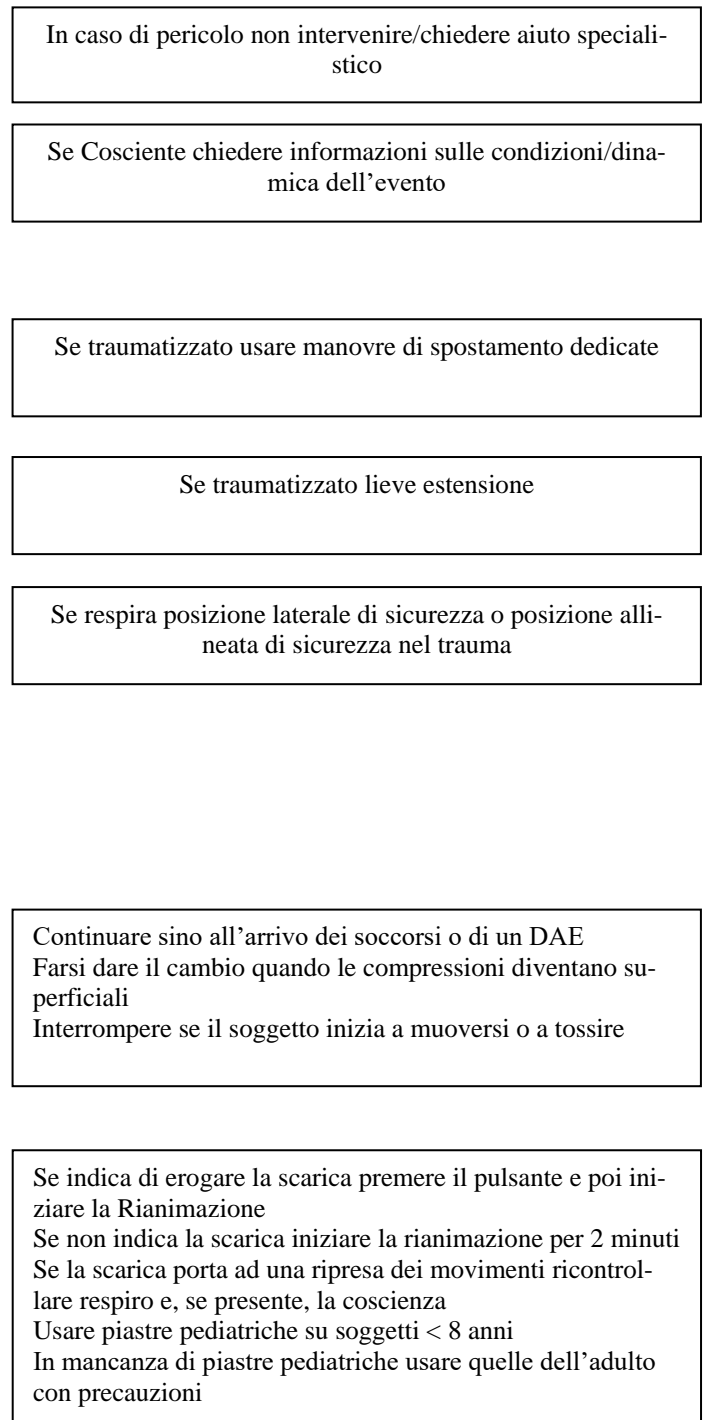 In caso di pericolo non intervenire/chiedere aiuto speciali-
stico
Se Cosciente chiedere informazioni sulle condizioni/dina-
mica dell’evento
Se traumatizzato usare manovre di spostamento dedicate
Se traumatizzato lieve estensione
Se respira posizione laterale di sicurezza o posizione alli-
neata di sicurezza nel trauma
Continuare sino all’arrivo dei soccorsi o di un DAE
Farsi dare il cambio quando le compressioni diventano su-
perficiali
Interrompere se il soggetto inizia a muoversi o a tossire
Se indica di erogare la scarica premere il pulsante e poi ini-
ziare la Rianimazione
Se non indica la scarica iniziare la rianimazione per 2 minuti
Se la scarica porta ad una ripresa dei movimenti ricontrol-
lare respiro e, se presente, la coscienza
Usare piastre pediatriche su soggetti < 8 anni
In mancanza di piastre pediatriche usare quelle dell’adulto
con precauzioni